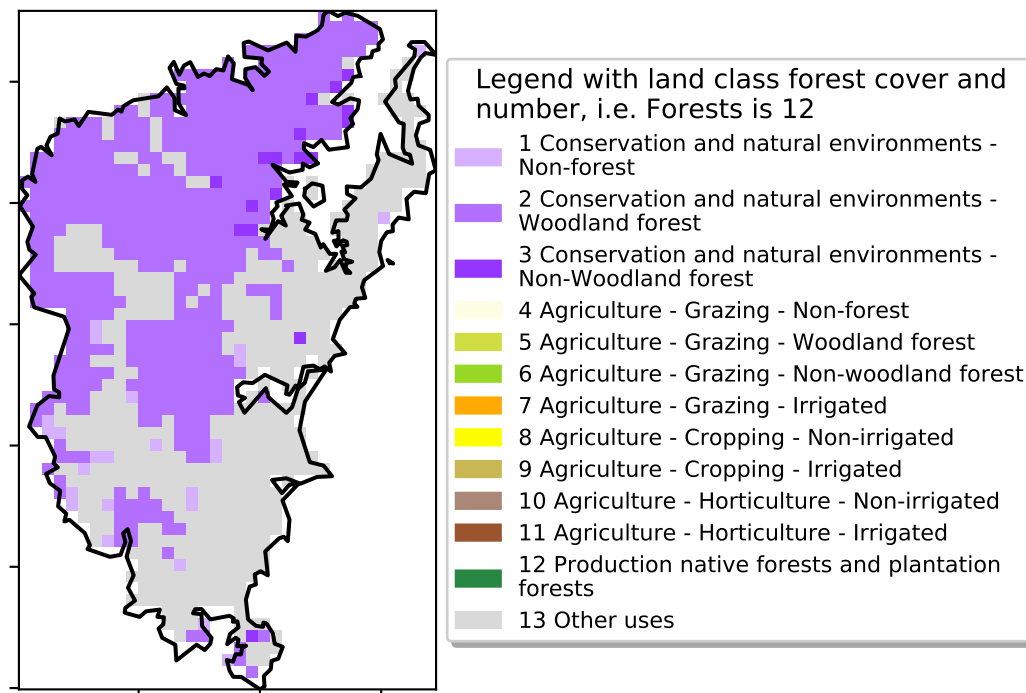 Legend with land class forest cover and
number, i.e. Forests is 12
1 Conservation and natural environments -
Non-forest
2 Conservation and natural environments -
Woodland forest
3 Conservation and natural environments -
Non-Woodland forest
4 Agriculture - Grazing - Non-forest
5 Agriculture - Grazing - Woodland forest
6 Agriculture - Grazing - Non-woodland forest
7 Agriculture - Grazing - Irrigated
8 Agriculture - Cropping - Non-irrigated
9 Agriculture - Cropping - Irrigated
10 Agriculture - Horticulture - Non-irrigated
11 Agriculture - Horticulture - Irrigated
12 Production native forests and plantation
forests
13 Other uses